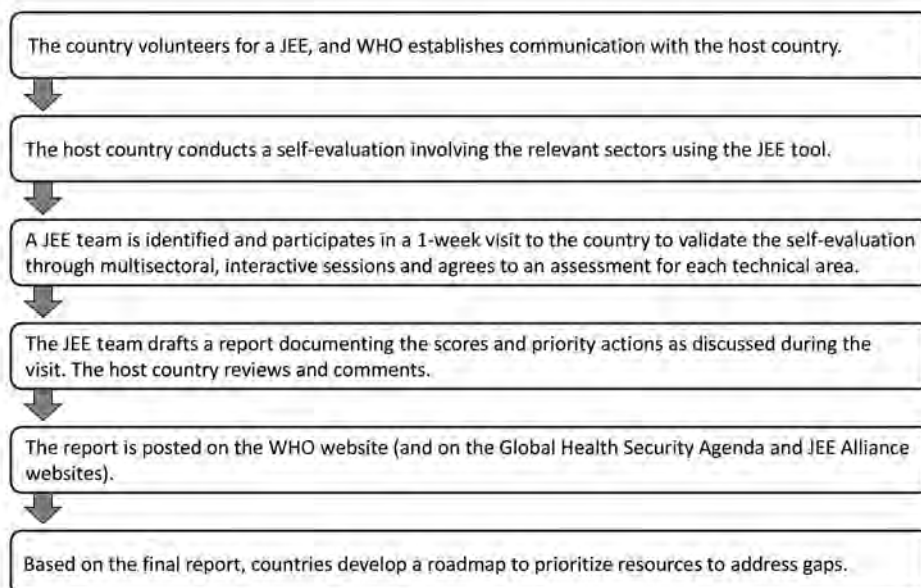 The country volunteers for a JEE, and WHO establishes communication with the host country.
The host country conducts a self-evaluation involving the relevant sectors using the JEE tool.
A JEE team is identified and participates in a 1-week visit to the country to validate the self-evaluation
through multisectoral, interactive sessions and agrees to an assessment for each technical area.
The JEE team drafts a report documenting the scores and priority actions as discussed during the
visit. The host country reviews and comments.
The report is posted on the WHO website (and on the Global Health Security Agenda and JEE Alliance
websites).
Based on the final report, countries develop a roadmap to prioritize resources to address gaps.